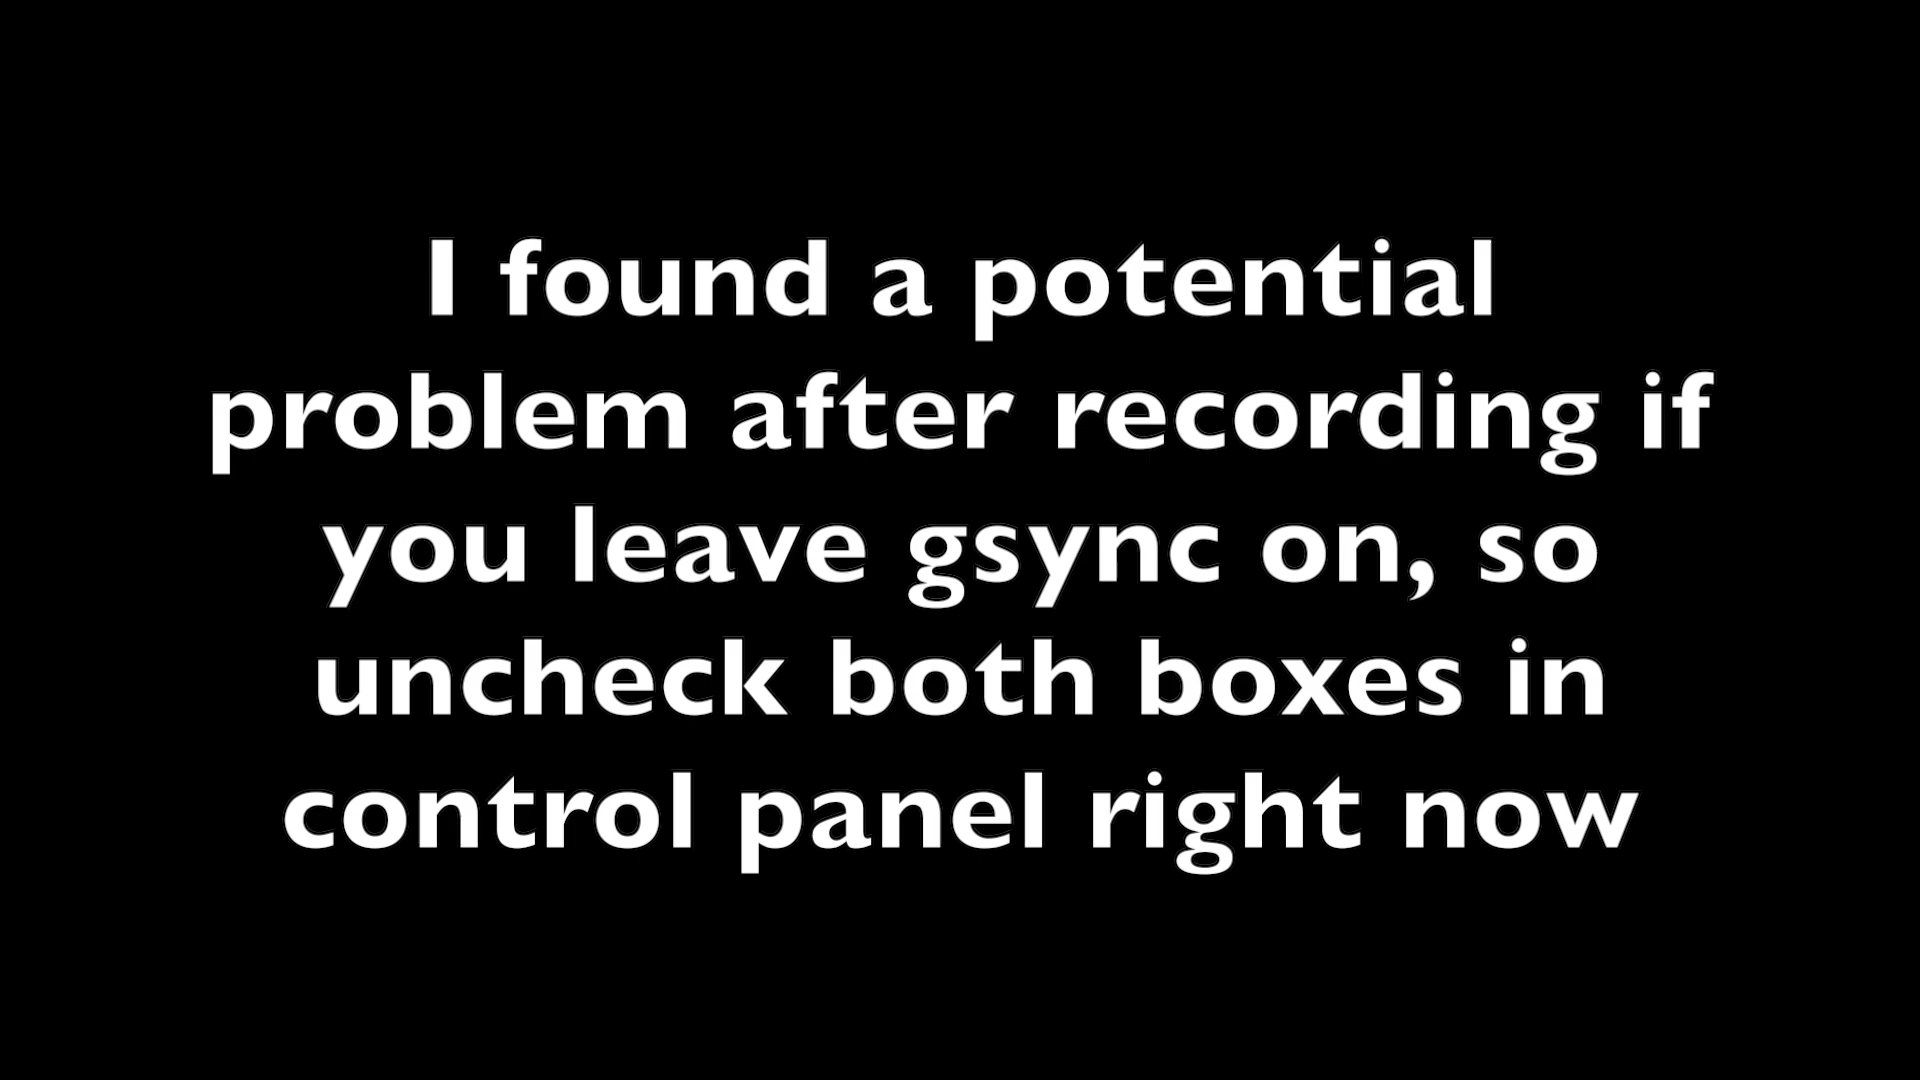 I found a potential
problem after recording if
you leave gsync on, so
uncheck both boxes in
control panel right now